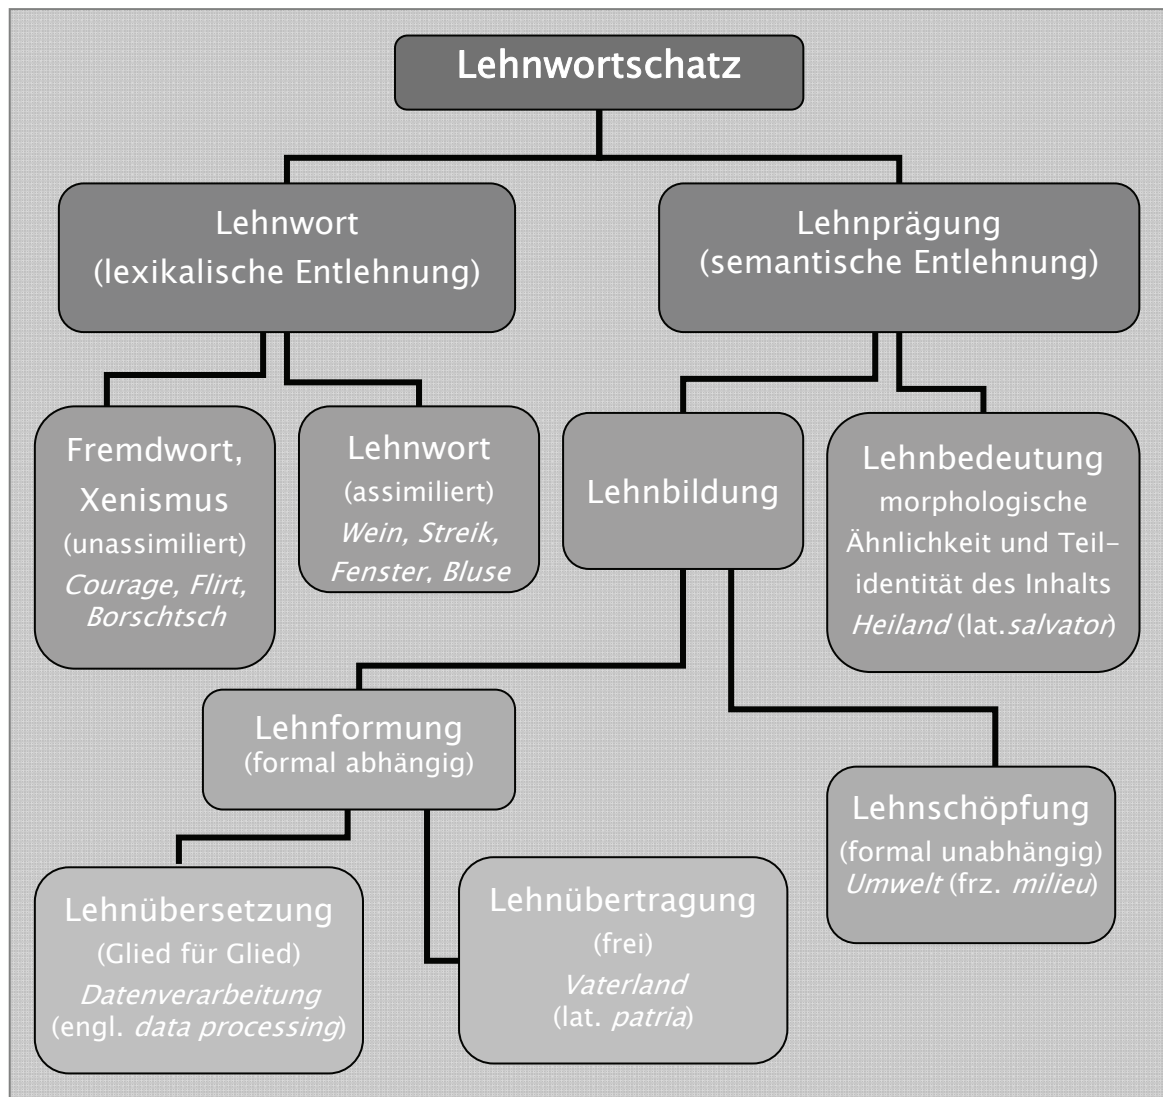 Lehnwortschatz
Lehnwort
(lexikalische Entlehnung)
Lehnprägung
(semantische Entlehnung)
Fremdwort,
Xenismus
(unassimiliert)
Courage, Flirt,
Borschtsch
Lehnwort
(assimiliert)
Wein, Streik,
Fenster, Bluse
Lehnbildung
Lehnbedeutung
morphologische
Ähnlichkeit und Teil-
identität des Inhalts
Heiland (lat.salvator)
Lehnformung
(formal abhängig)
Lehnschöpfung
(formal unabhängig)
Umwelt (frz. milieu)
Lehnübersetzung
(Glied für Glied)
Datenverarbeitung
(engl. data processing)
Lehnübertragung
(frei)
Vaterland
(lat. patria)